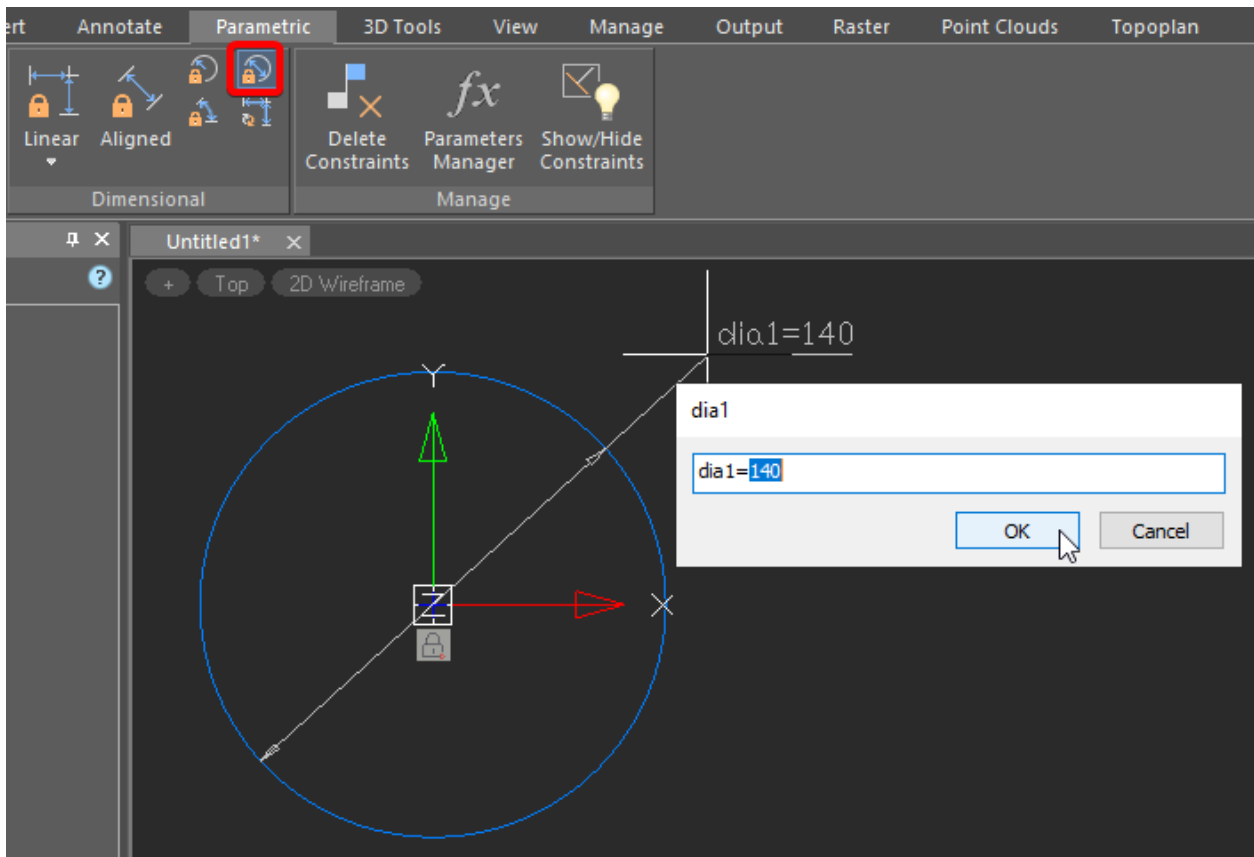 ert Annotate Parametric 3D Tools View Manage Output Raster Point Clouds Topoplan
Linear Aligned
Delete Constraints
fx
Parameters Manager
Show/Hide Constraints
Dimensional
Manage
Untitled1*
?
+ Top 2D Wireframe
dia1=140
Y
dia1
dia1=140
OK Cancel
Z
X